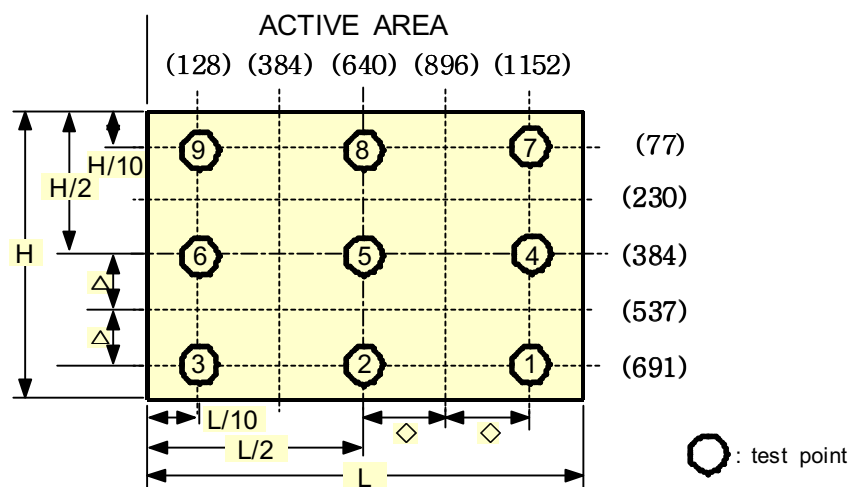 ACTIVE AREA
(128) (384) (640) (896) (1152)
9 8 7 (77)
H/10
H/2
(230)
H 6 5 4 (384)
(537)
3 2 1 (691)
L/10
L/2
L
: test point